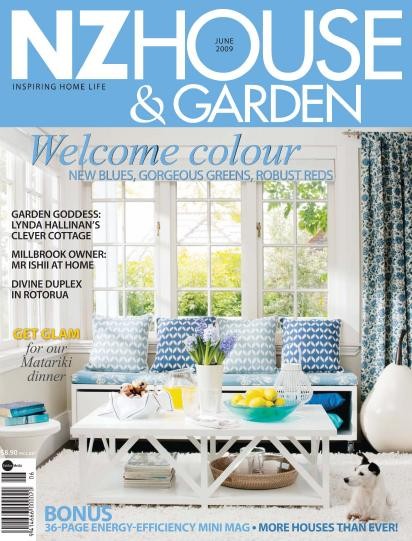 NZHOUSE
JUNE
2009
INSPIRING HOME LIFE
& GARDEN
Welcome colour
NEW BLUES, GORGEOUS GREENS, ROBUST REDS
GARDEN GODDESS:
LYNDA HALLINAN'S
CLEVER COTTAGE
MILLBROOK OWNER:
MR ISHII AT HOME
DIVINE DUPLEX
IN ROTORUA
GET GLAM
for our
Matariki
dinner
$8.90
06
BONUS
36-PAGE ENERGY-EFFICIENCY MINI MAG • MORE HOUSES THAN EVER!